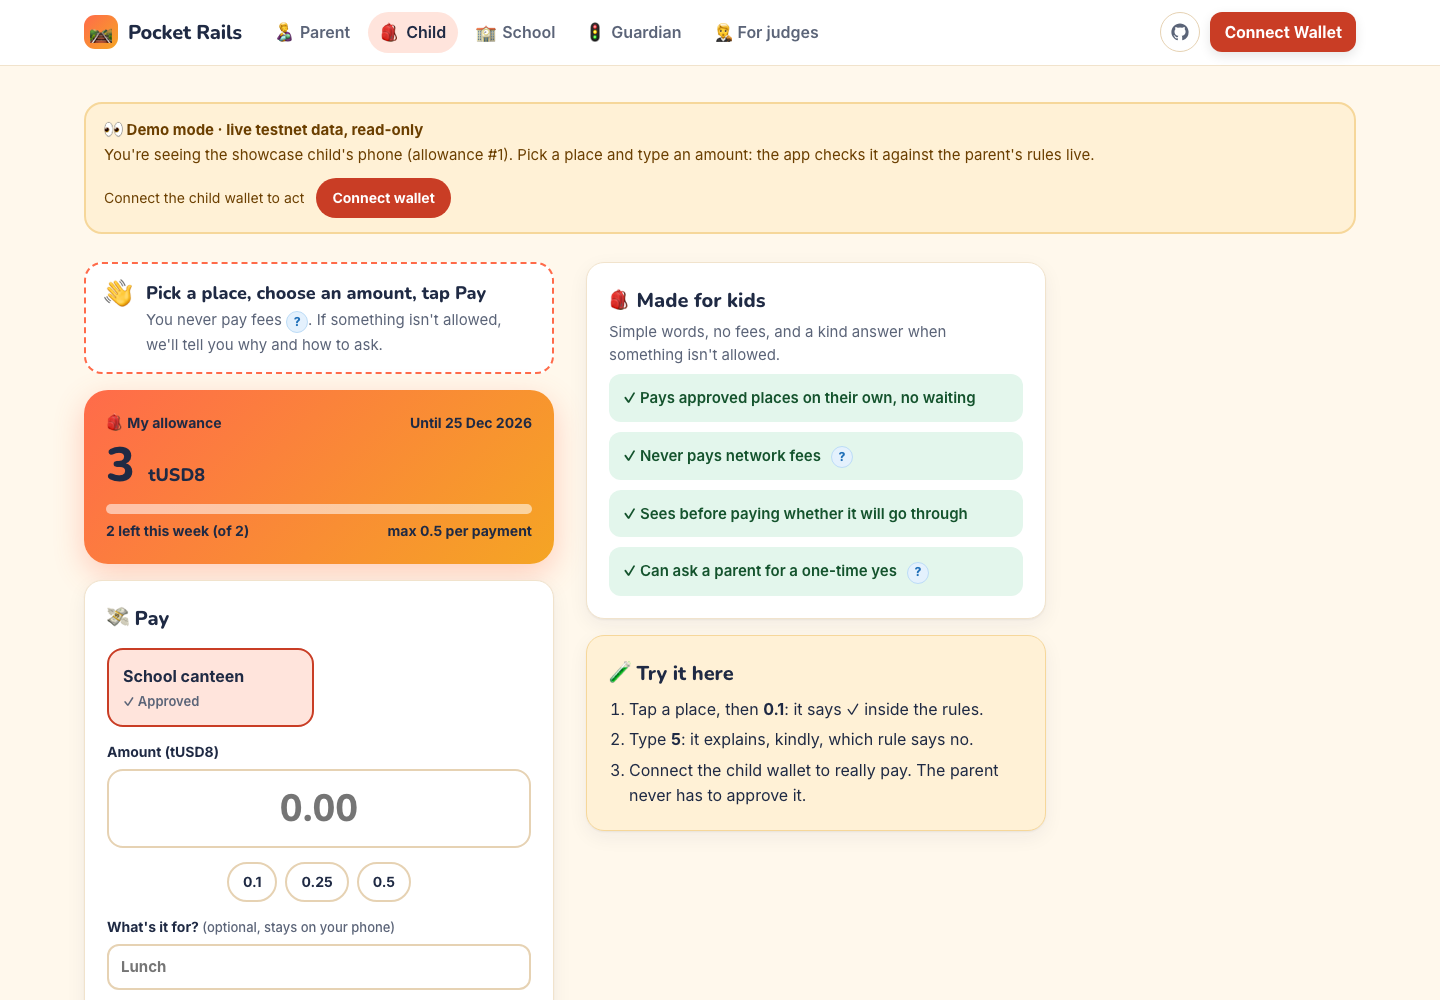 Pocket Rails
Parent
Child
School
Guardian
For judges
Connect Wallet
Demo mode · live testnet data, read-only
You're seeing the showcase child's phone (allowance #1). Pick a place and type an amount: the app checks it against the parent's rules live.
Connect the child wallet to act
Connect wallet
Pick a place, choose an amount, tap Pay
You never pay fees ?. If something isn't allowed,
we'll tell you why and how to ask.
My allowance
Until 25 Dec 2026
3 tUSD8
2 left this week (of 2)
max 0.5 per payment
Pay
School canteen
✓ Approved
Amount (tUSD8)
0.00
0.1
0.25
0.5
What's it for? (optional, stays on your phone)
Lunch
Made for kids
Simple words, no fees, and a kind answer when
something isn't allowed.
✓ Pays approved places on their own, no waiting
✓ Never pays network fees ?
✓ Sees before paying whether it will go through
✓ Can ask a parent for a one-time yes ?
Try it here
1. Tap a place, then 0.1: it says ✓ inside the rules.
2. Type 5: it explains, kindly, which rule says no.
3. Connect the child wallet to really pay. The parent
never has to approve it.